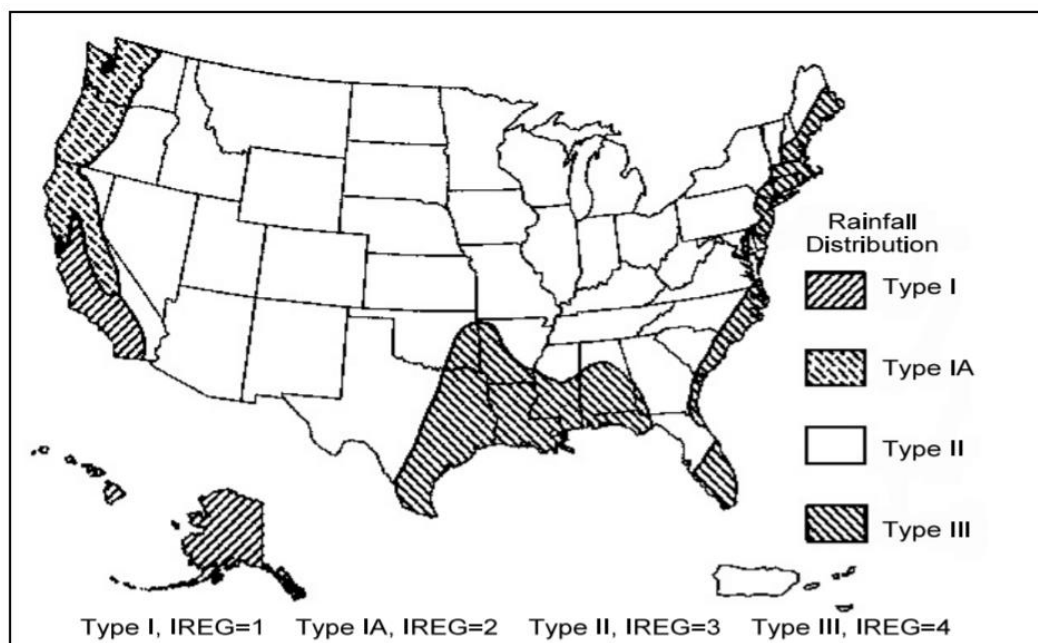 Rainfall
Distribution
Type I
Type IA
Type II
Type III
Type I, IREG=1 Type IA, IREG=2 Type II, IREG=3 Type III, IREG=4